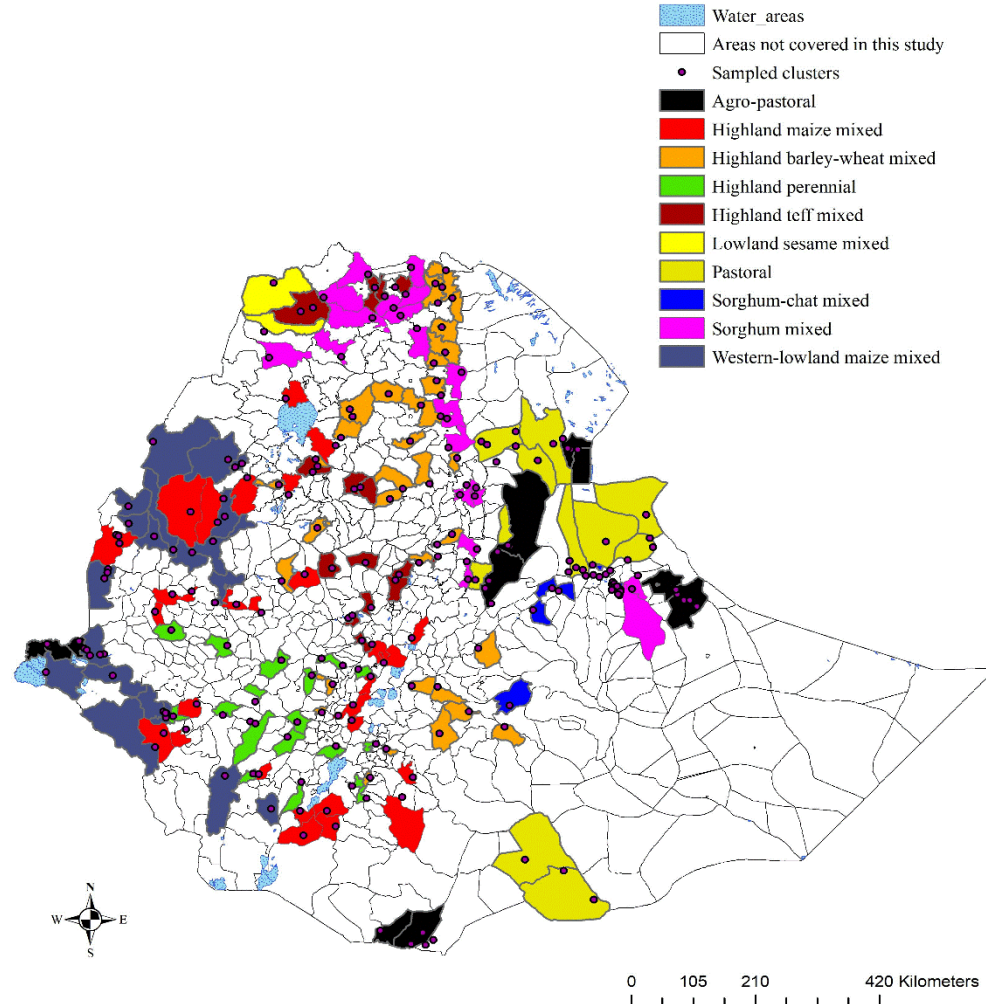 Water_areas
Areas not covered in this study
Sampled clusters
Agro-pastoral
Highland maize mixed
Highland barley-wheat mixed
Highland perennial
Highland teff mixed
Lowland sesame mixed
Pastoral
Sorghum-chat mixed
Sorghum mixed
Western-lowland maize mixed
N
W E
S
0 105 210 420 Kilometers